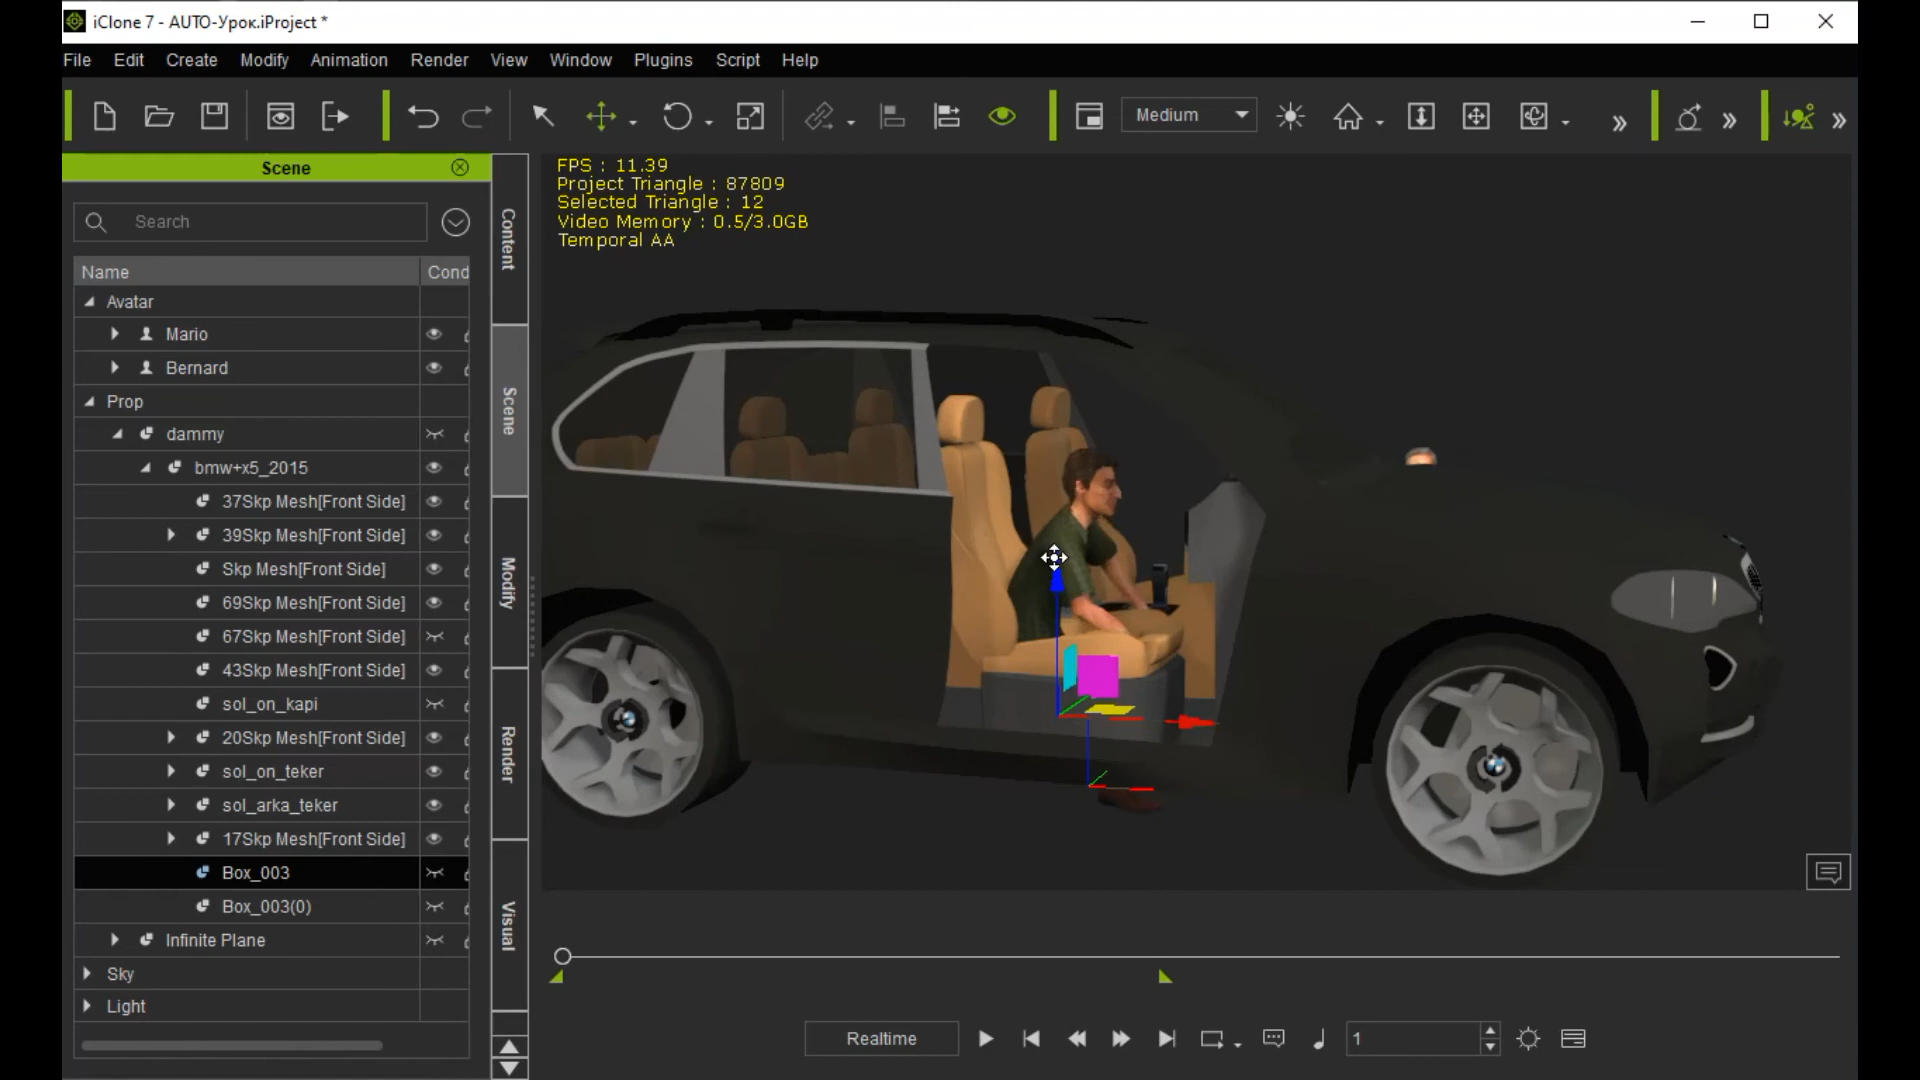 iClone 7 - AUTO-Урок.iProject *
File Edit Create Modify Animation Render View Window Plugins Script Help
Medium
Scene
Search
Name Cond
Avatar
Mario
Bernard
Prop
dammy
bmw+x5_2015
37Skp Mesh[Front Side]
39Skp Mesh[Front Side]
Skp Mesh[Front Side]
69Skp Mesh[Front Side]
67Skp Mesh[Front Side]
43Skp Mesh[Front Side]
sol_on_kapi
20Skp Mesh[Front Side]
sol_on_teker
sol_arka_teker
17Skp Mesh[Front Side]
Box_003
Box_003(0)
Infinite Plane
Sky
Light
Content
Scene
Modify
Render
Visual
FPS : 11.39
Project Triangle : 87809
Selected Triangle : 12
Video Memory : 0.5/3.0GB
Temporal AA
Realtime
1